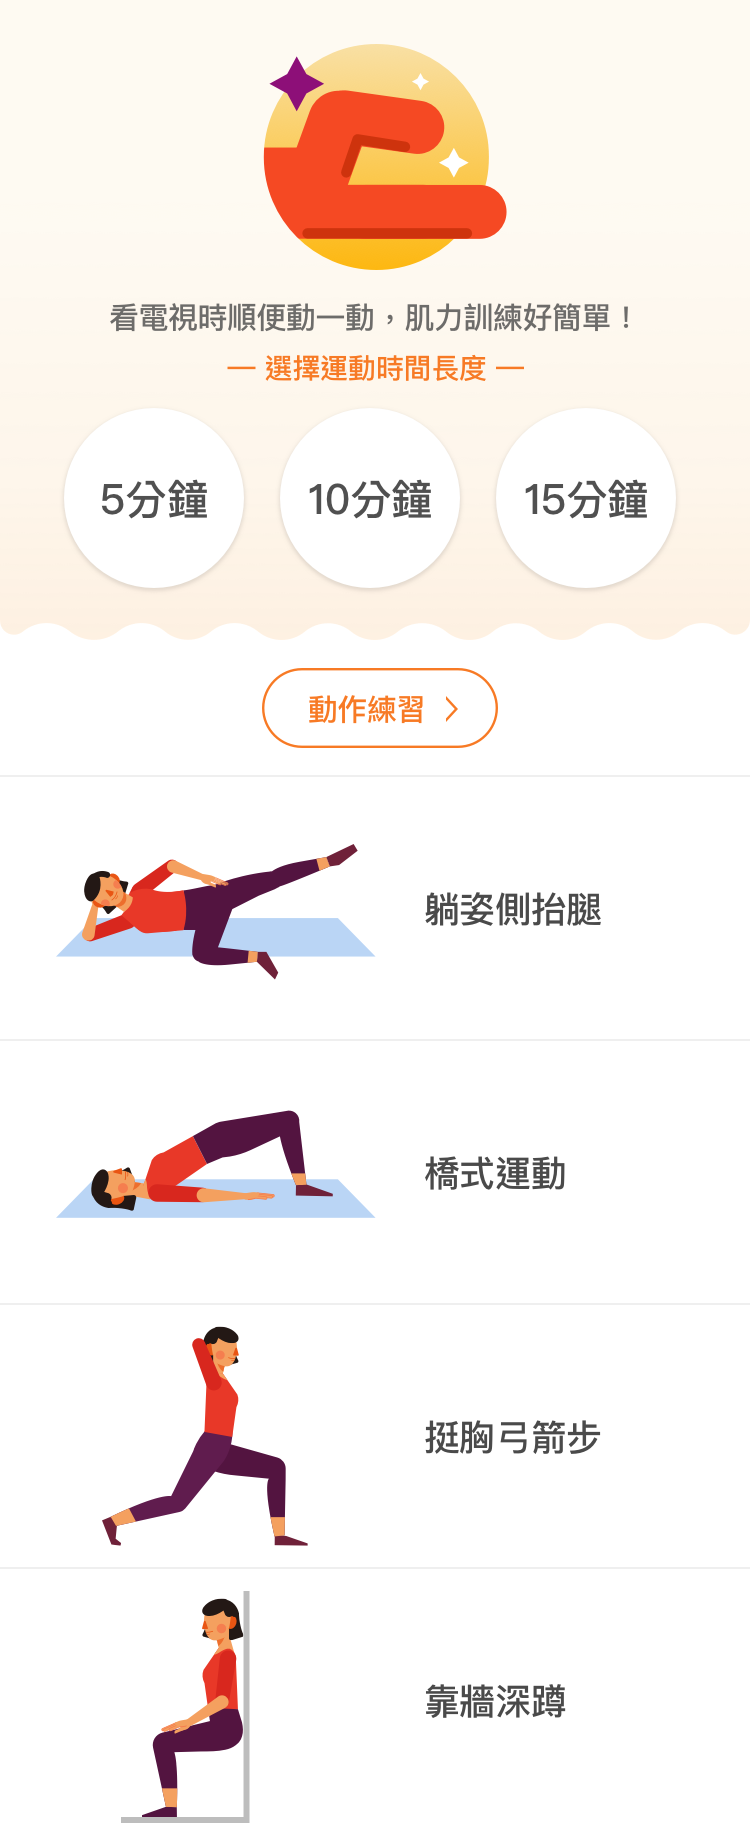 看電視時順便動一動，肌力訓練好簡單！
— 選擇運動時間長度 —
5分鐘
10分鐘
15分鐘
動作練習 >
躺姿側抬腿
橋式運動
挺胸弓箭步
靠牆深蹲